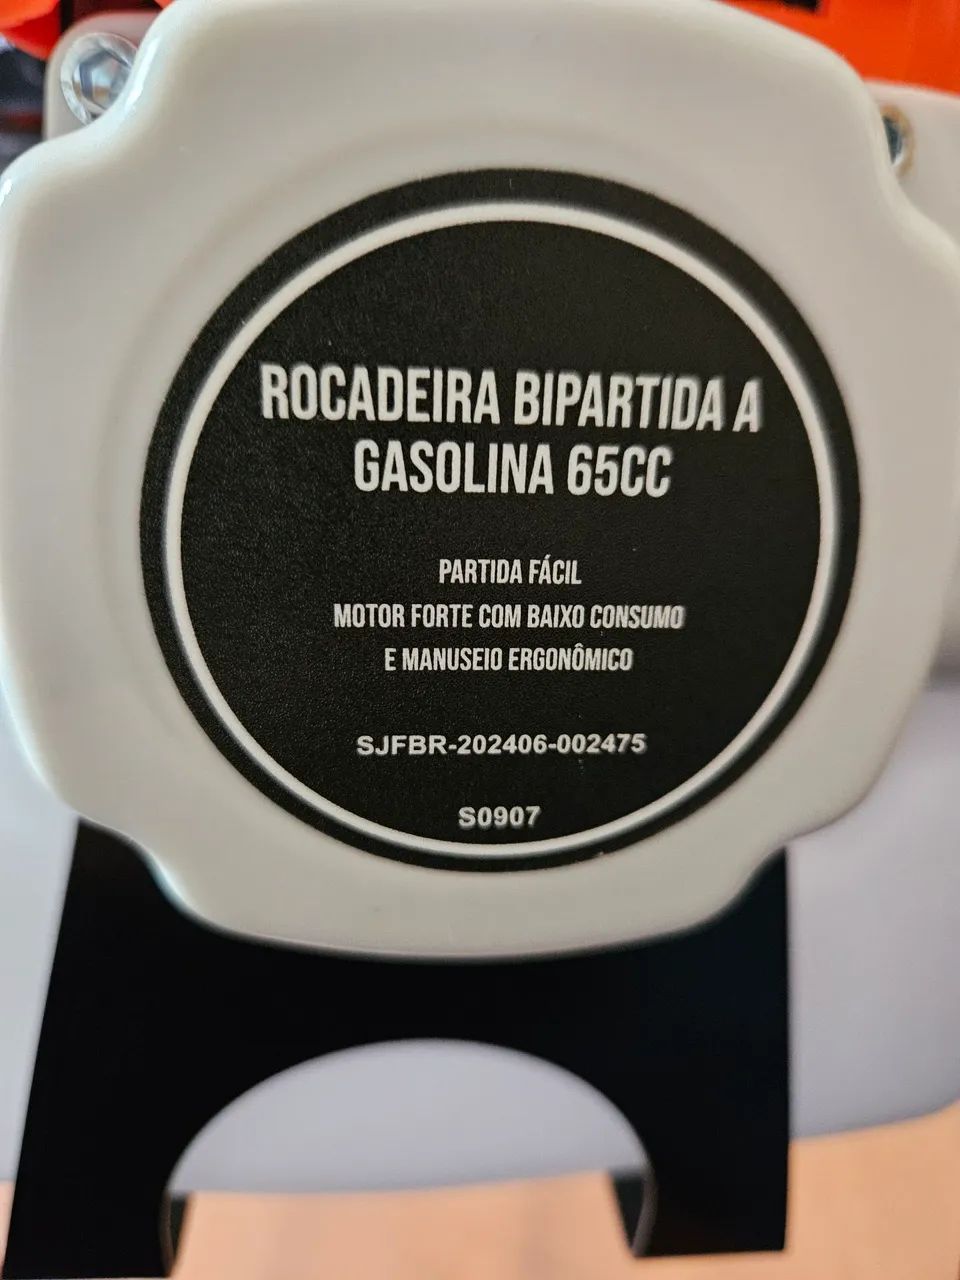 ROCADEIRA BIPARTIDA A
GASOLINA 65CC
PARTIDA FÁCIL
MOTOR FORTE COM BAIXO CONSUMO
E MANUSEIO ERGONÔMICO
SJFBR-202406-002475
S0907